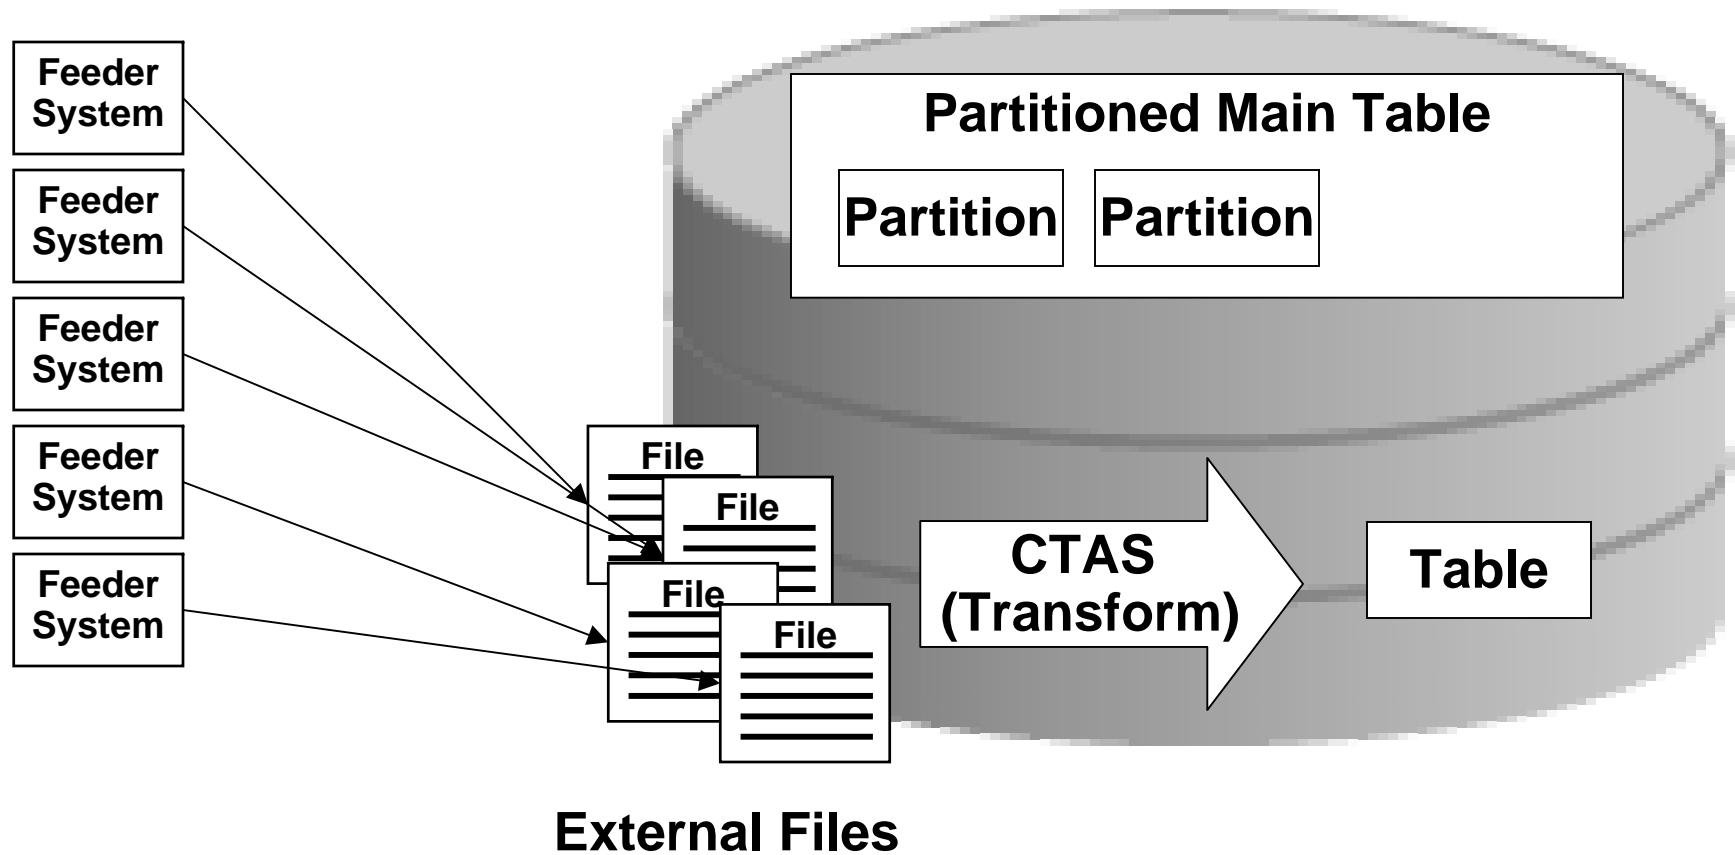 Feeder
System
Feeder
System
Feeder
System
Feeder
System
Feeder
System
Partitioned Main Table
Partition
Partition
File
File
File
File
CTAS
(Transform)
Table
External Files